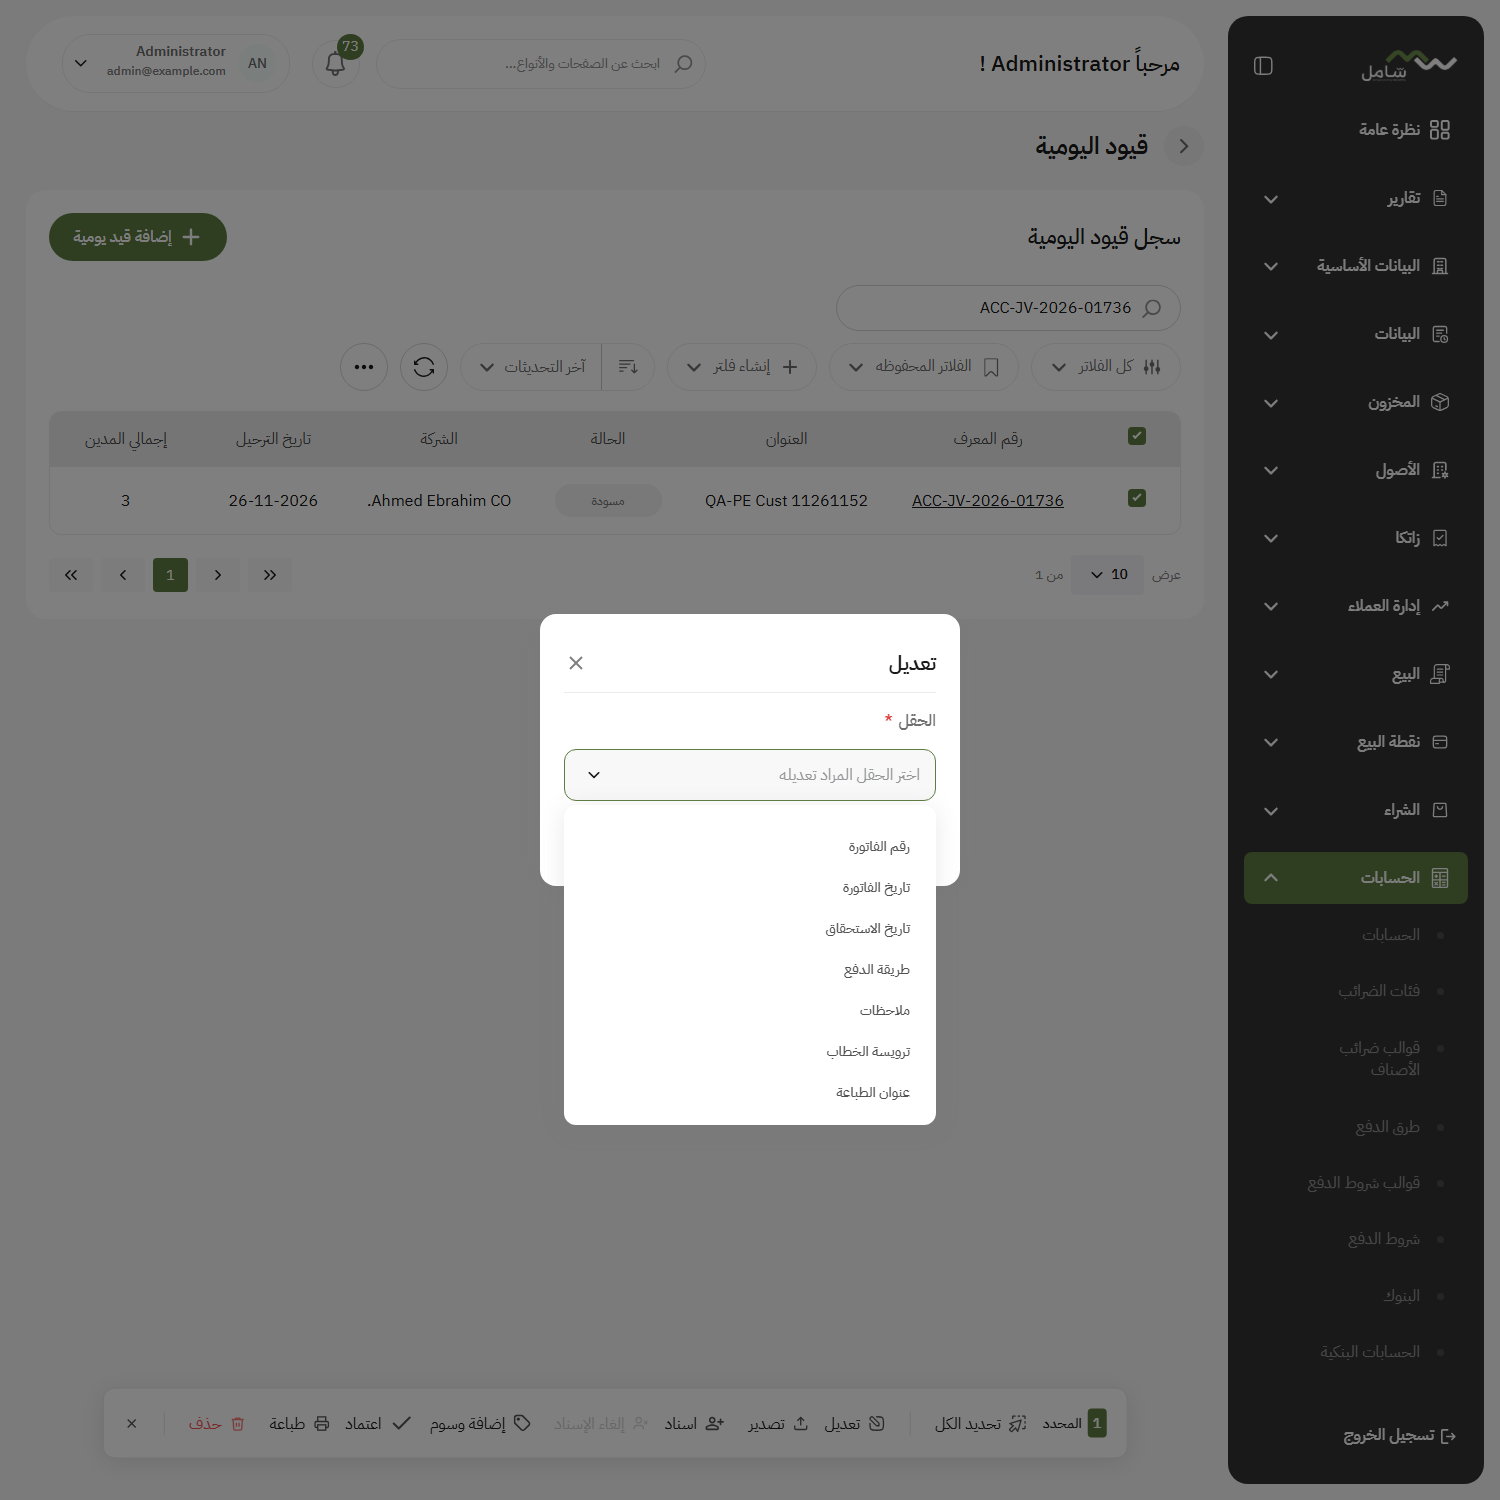 شامل
نظرة عامة
تقارير
البيانات الأساسية
البيانات
المخزون
الأصول
زاتكا
إدارة العملاء
البيع
نقطة البيع
الشراء
الحسابات
الحسابات
فئات الضرائب
قوالب ضرائب
الأصناف
طرق الدفع
قوالب شروط الدفع
شروط الدفع
البنوك
الحسابات البنكية
تسجيل الخروج
مرحباً Administrator !
ابحث عن الصفحات والأنواع...
73
AN
Administrator
admin@example.com
قيود اليومية
سجل قيود اليومية
إضافة قيد يومية
ACC-JV-2026-01736
كل الفلاتر
الفلاتر المحفوظه
إنشاء فلتر
آخر التحديثات
رقم المعرف العنوان الحالة الشركة تاريخ الترحيل إجمالي المدين
ACC-JV-2026-01736 QA-PE Cust 11261152 مسودة Ahmed Ebrahim CO. 26-11-2026 3
عرض 10 من 1
1
تعديل
الحقل *
اختر الحقل المراد تعديله
رقم الفاتورة
تاريخ الفاتورة
تاريخ الاستحقاق
طريقة الدفع
ملاحظات
ترويسة الخطاب
عنوان الطباعة
1 المحدد تحديد الكل تعديل تصدير اسناد إلغاء الإسناد إضافة وسوم اعتماد طباعة حذف